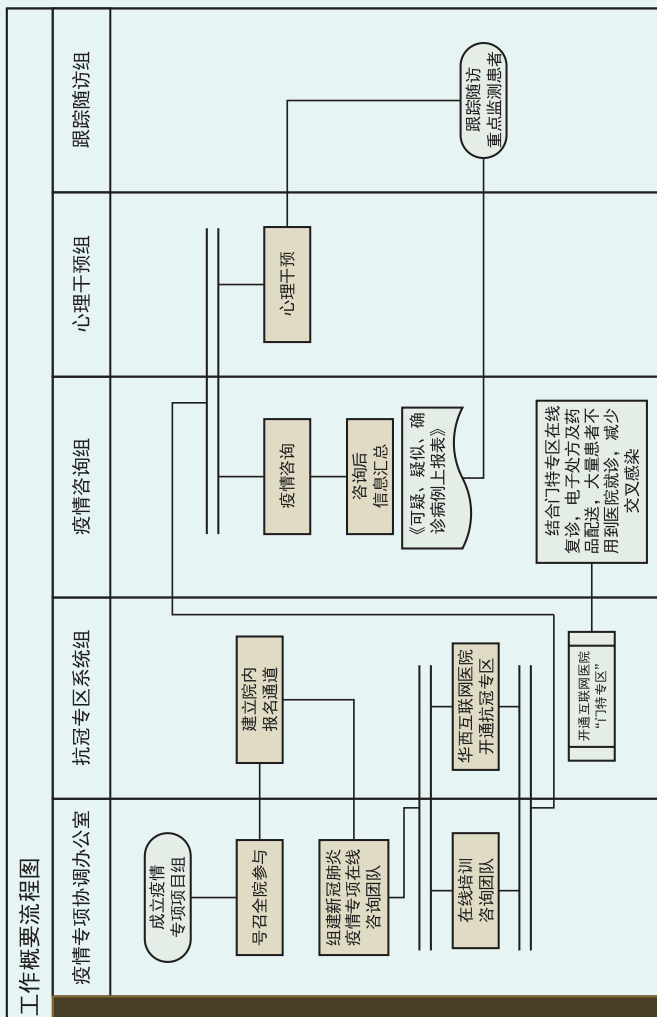 工作概要流程图
疫情专项协调办公室
抗冠专区系统组
疫情咨询组
心理干预组
跟踪随访组
成立疫情
专项项目组
号召全院参与
建立院内
报名通道
组建新冠肺炎
疫情专项在线
咨询团队
在线培训
咨询团队
华西互联网医院
开通抗冠专区
疫情咨询
心理干预
咨询后
信息汇总
《可疑、疑似、确
诊病例上报表》
跟踪随访
重点监测患者
开通互联网医院
“门特专区”
结合门特专区在线
复诊，电子处方及药
品配送，大量患者不
用到医院就诊，减少
交叉感染